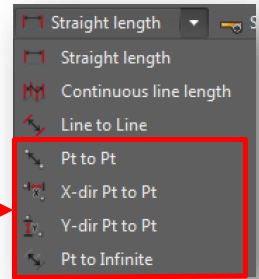 Straight length
S
Straight length
Continuous line length
Line to Line
Pt to Pt
X-dir Pt to Pt
Y-dir Pt to Pt
Pt to Infinite